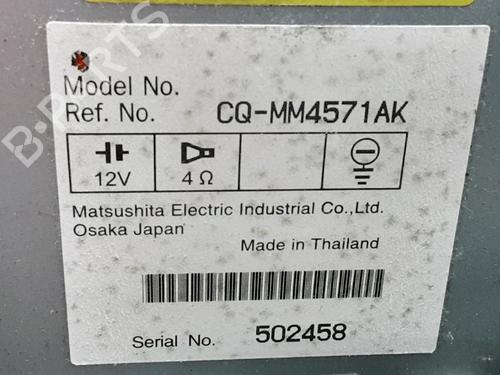 B-PARTS
Model No.
Ref. No. CQ-MM4571AK
12V 4 Ω
Matsushita Electric Industrial Co.,Ltd.
Osaka Japan
Made in Thailand
Serial No. 502458